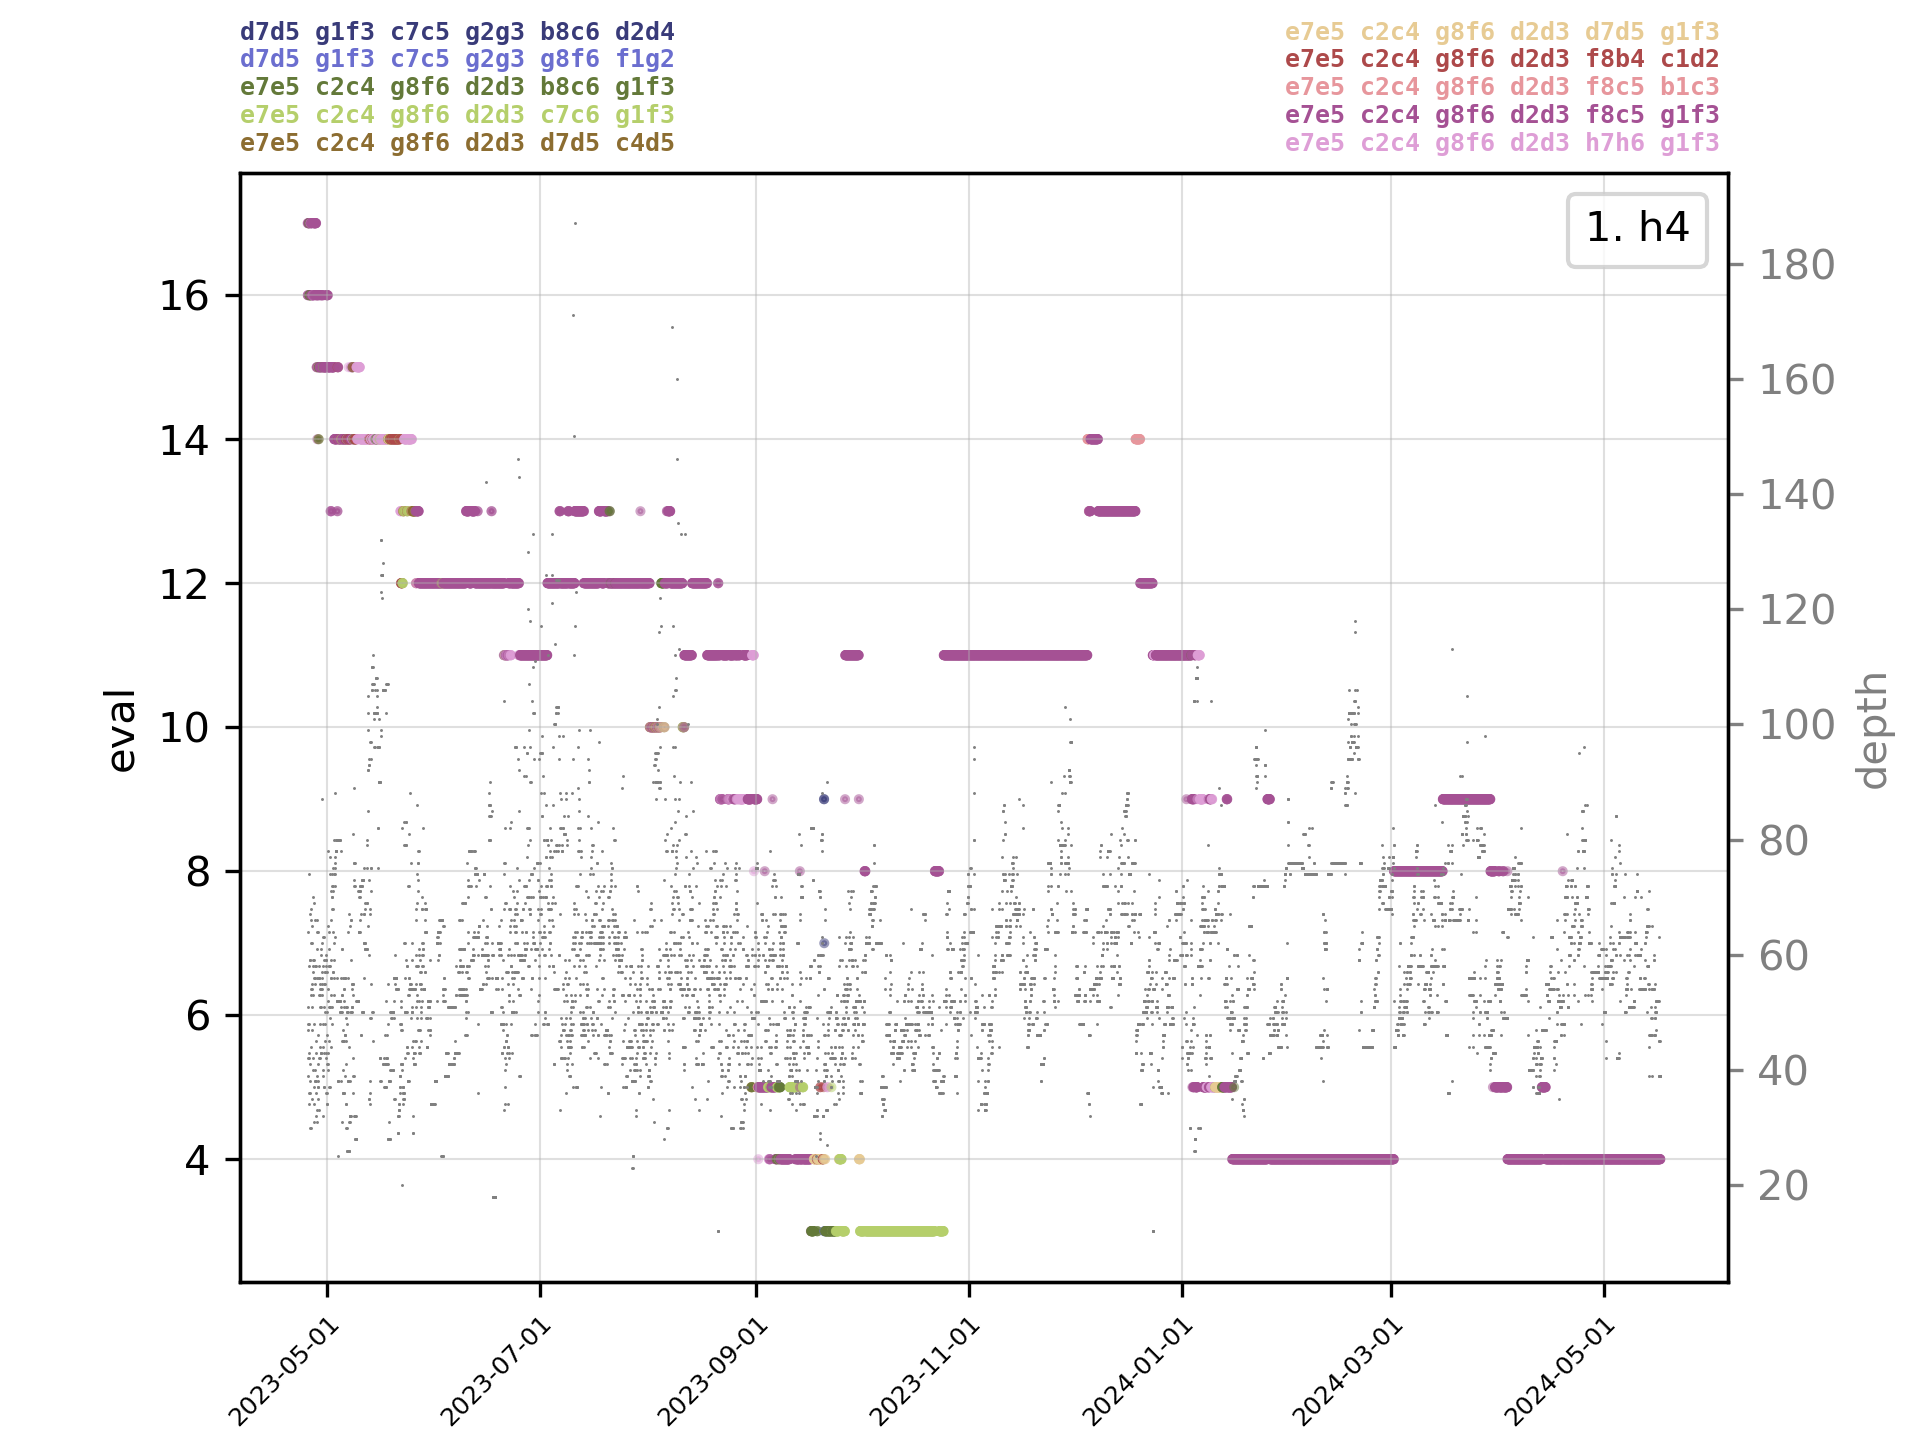 d7d5 g1f3 c7c5 g2g3 b8c6 d2d4
d7d5 g1f3 c7c5 g2g3 g8f6 f1g2
e7e5 c2c4 g8f6 d2d3 b8c6 g1f3
e7e5 c2c4 g8f6 d2d3 c7c6 g1f3
e7e5 c2c4 g8f6 d2d3 d7d5 c4d5
e7e5 c2c4 g8f6 d2d3 d7d5 g1f3
e7e5 c2c4 g8f6 d2d3 f8b4 c1d2
e7e5 c2c4 g8f6 d2d3 f8c5 b1c3
e7e5 c2c4 g8f6 d2d3 f8c5 g1f3
e7e5 c2c4 g8f6 d2d3 h7h6 g1f3
1. h4
eval
16
14
12
10
8
6
4
depth
180
160
140
120
100
80
60
40
20
2023-05-01
2023-07-01
2023-09-01
2023-11-01
2024-01-01
2024-03-01
2024-05-01